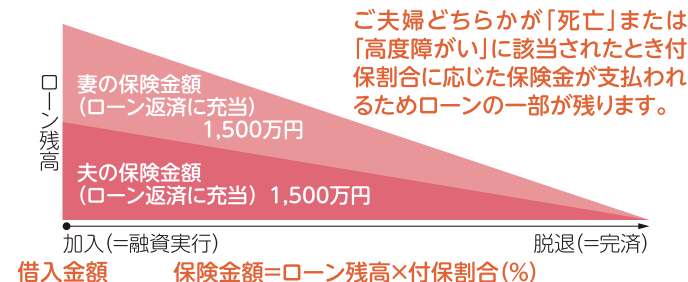 ご夫婦どちらかが「死亡」または
「高度障がい」に該当されたとき付
保割合に応じた保険金が支払われ
るためローンの一部が残ります。
ローン残高
妻の保険金額
(ローン返済に充当)
1,500万円
夫の保険金額
(ローン返済に充当) 1,500万円
加入(=融資実行)
脱退(=完済)
借入金額
保険金額=ローン残高×付保割合(%)